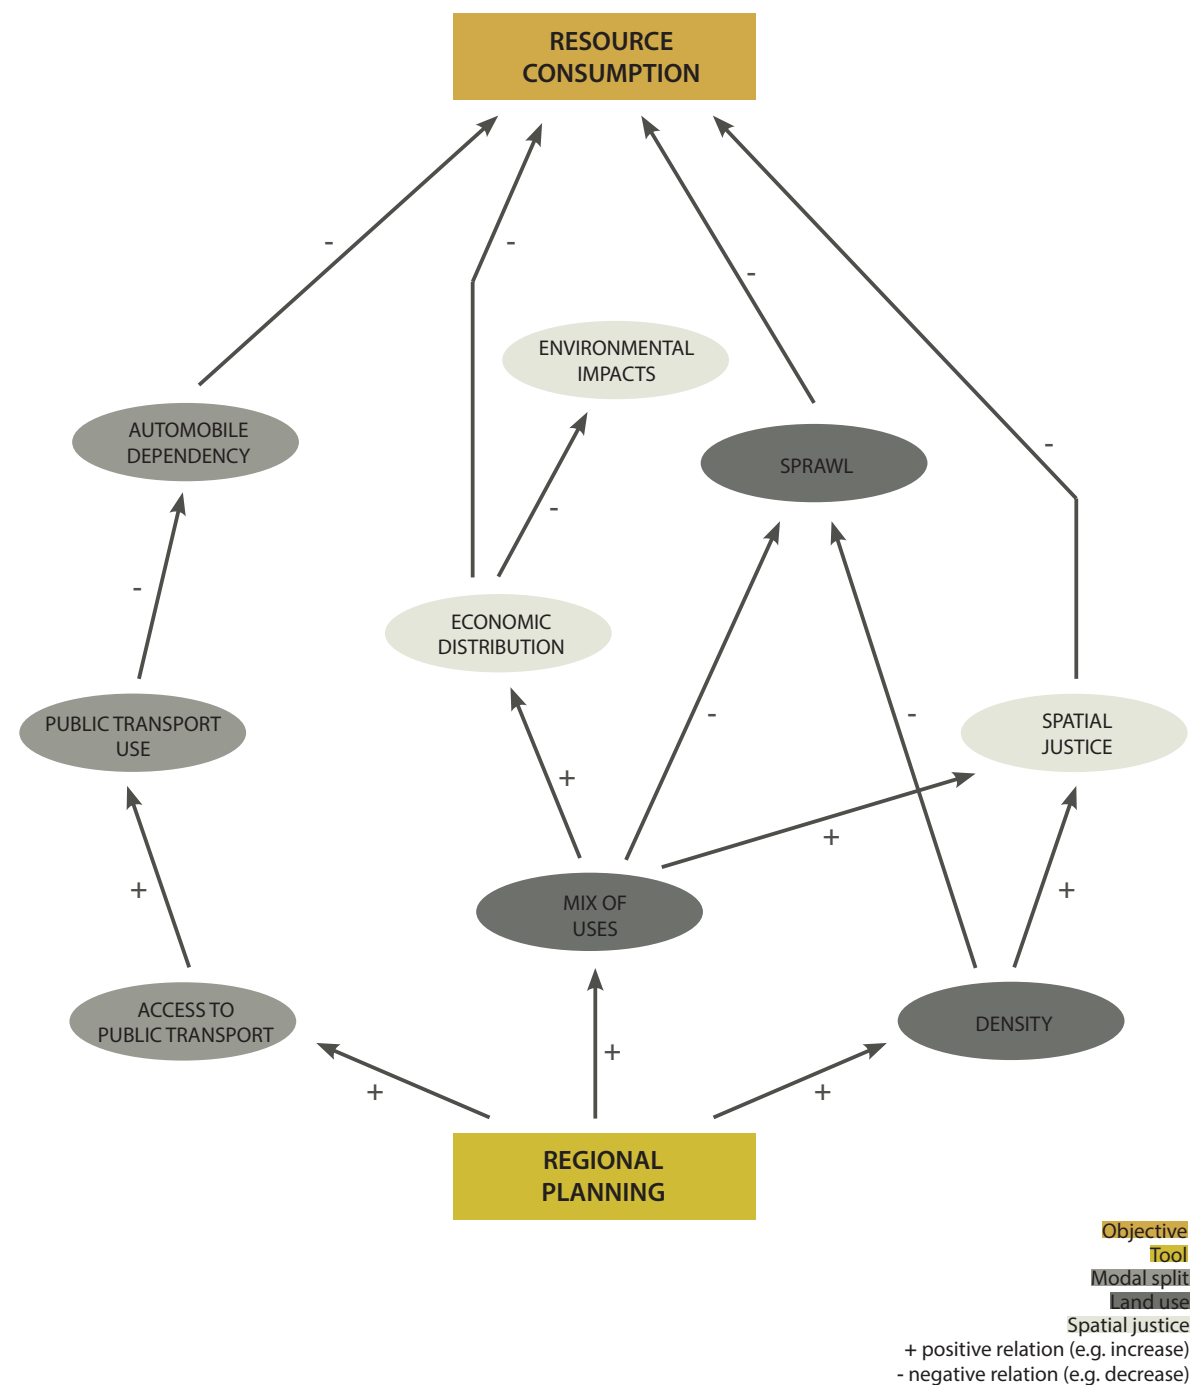 RESOURCE
CONSUMPTION
-
-
-
ENVIRONMENTAL
IMPACTS
AUTOMOBILE
DEPENDENCY
-
SPRAWL
-
-
ECONOMIC
DISTRIBUTION
PUBLIC TRANSPORT
USE
-
-
SPATIAL
JUSTICE
+
+
+
+
MIX OF
USES
ACCESS TO
PUBLIC TRANSPORT
DENSITY
+
+
+
REGIONAL
PLANNING
Objective
Tool
Modal split
Land use
Spatial justice
+ positive relation (e.g. increase)
- negative relation (e.g. decrease)